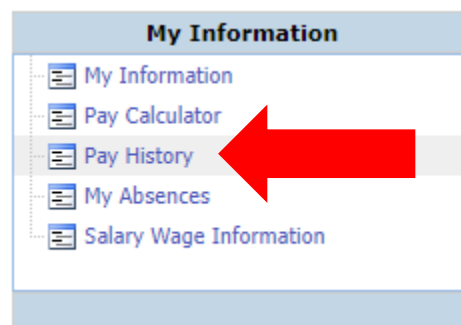 My Information
My Information
Pay Calculator
Pay History
My Absences
Salary Wage Information